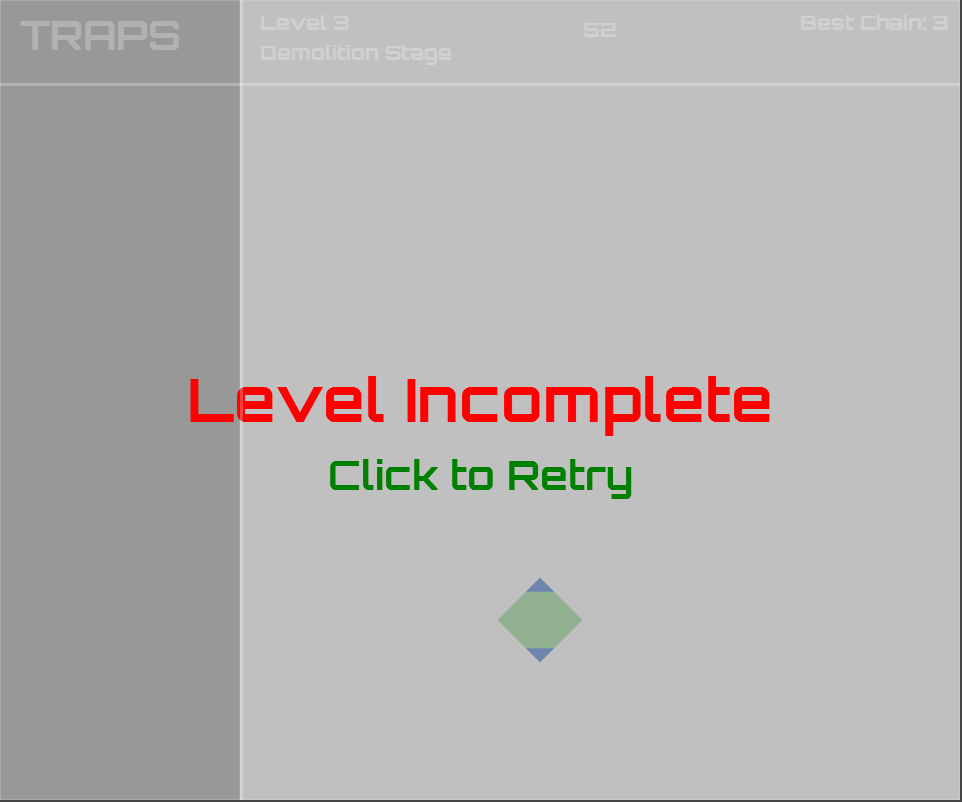 TRAPS
Level 3
Demolition Stage
52
Best Chain: 3
Level Incomplete
Click to Retry